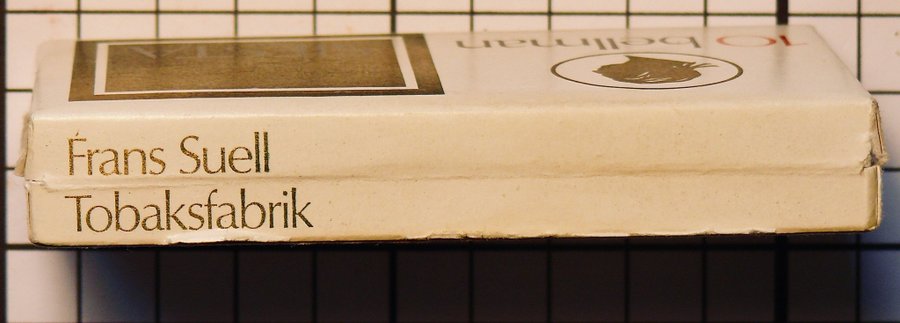 10 bellman
Frans Suell
Tobaksfabrik